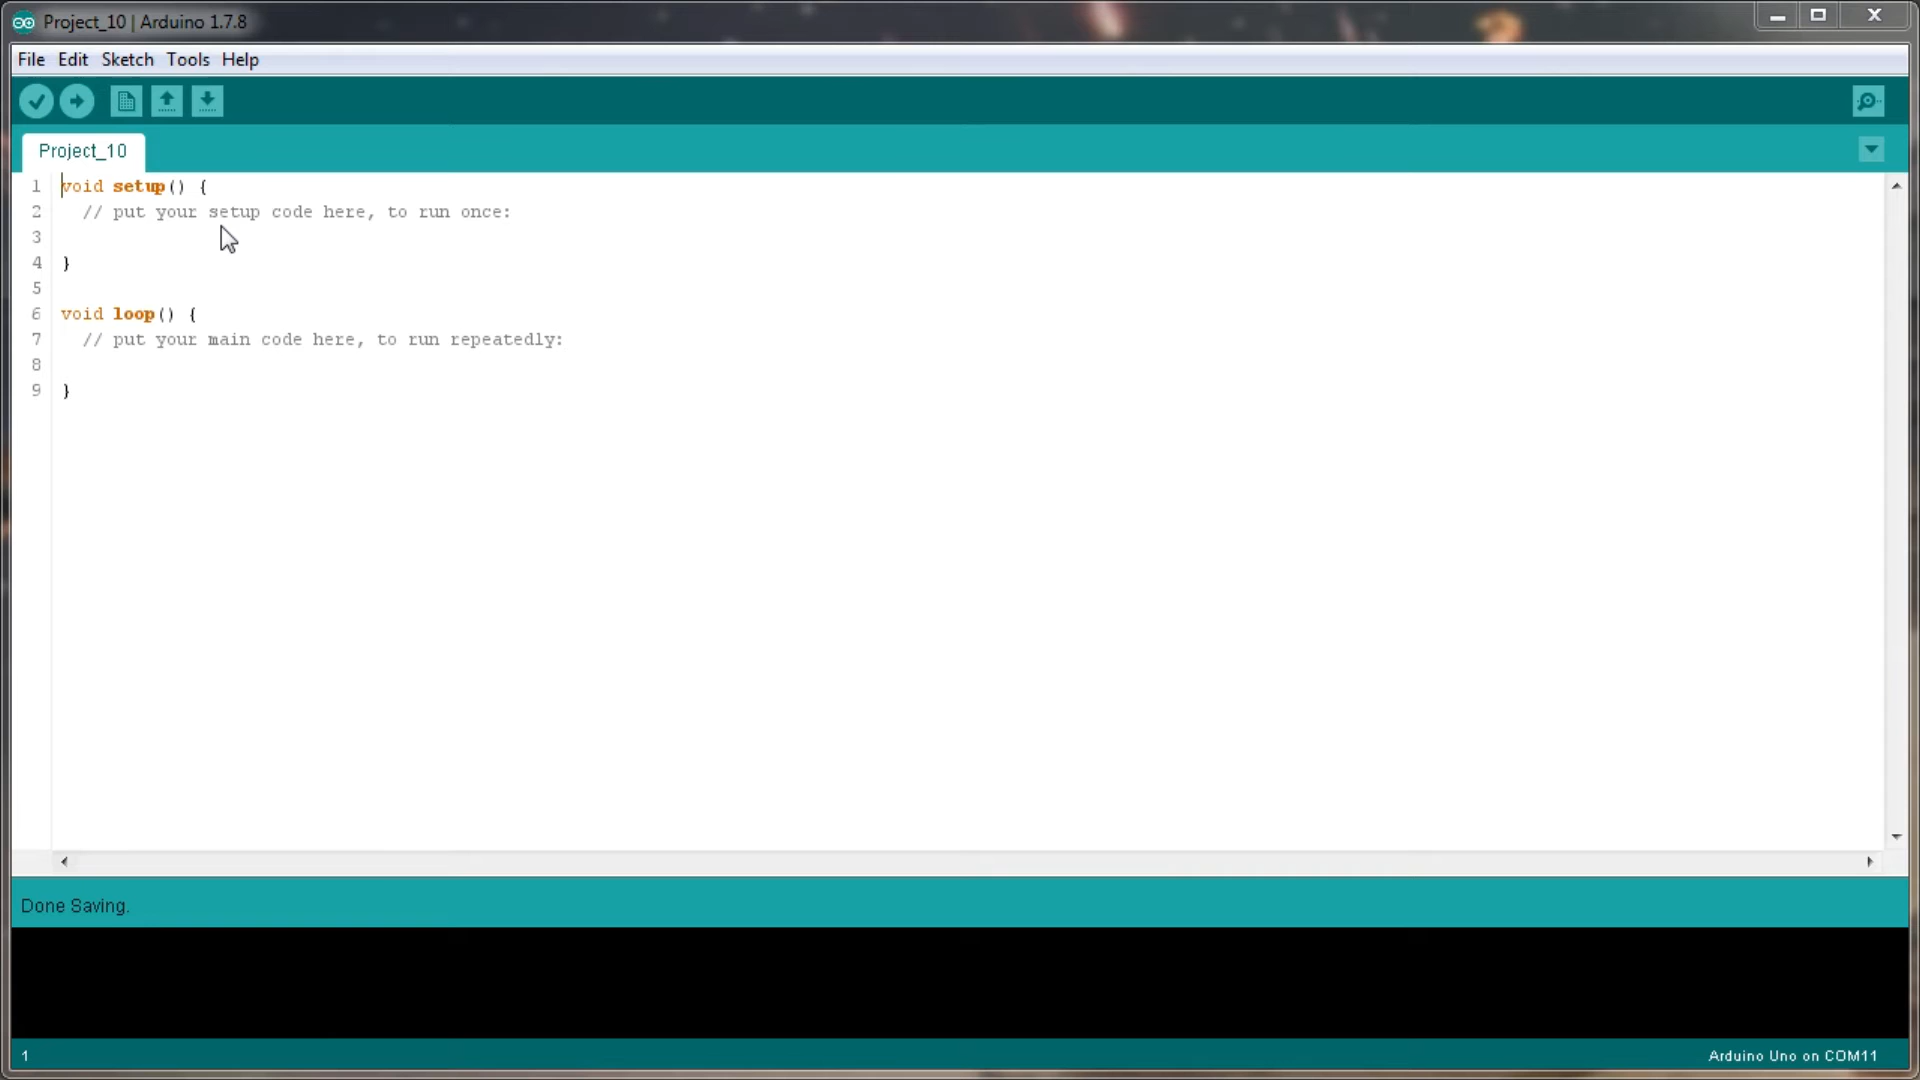 Project_10 | Arduino 1.7.8
File Edit Sketch Tools Help
Project_10
1 void setup() {
2 // put your setup code here, to run once:
3
4 }
5
6 void loop() {
7 // put your main code here, to run repeatedly:
8
9 }
Done Saving.
1 Arduino Uno on COM11